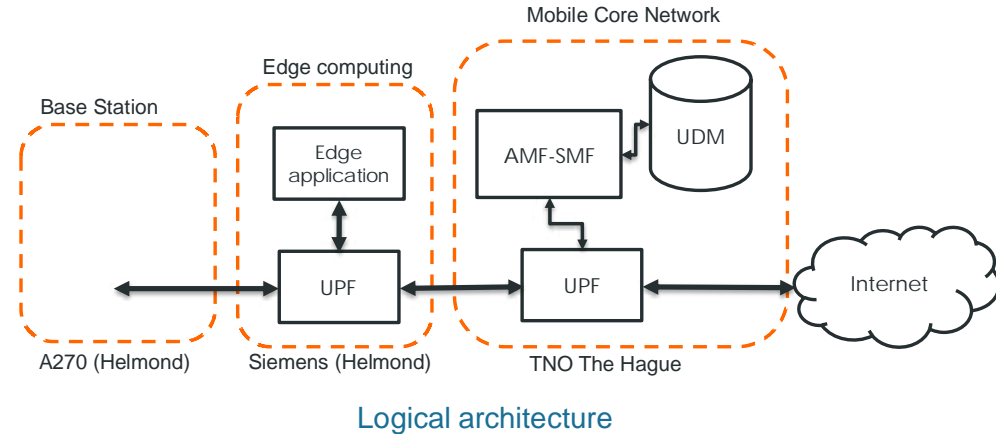 Mobile Core Network
Edge computing
Base Station
Edge
application
AMF-SMF
UDM
UPF
UPF
Internet
A270 (Helmond)
Siemens (Helmond)
TNO The Hague
Logical architecture